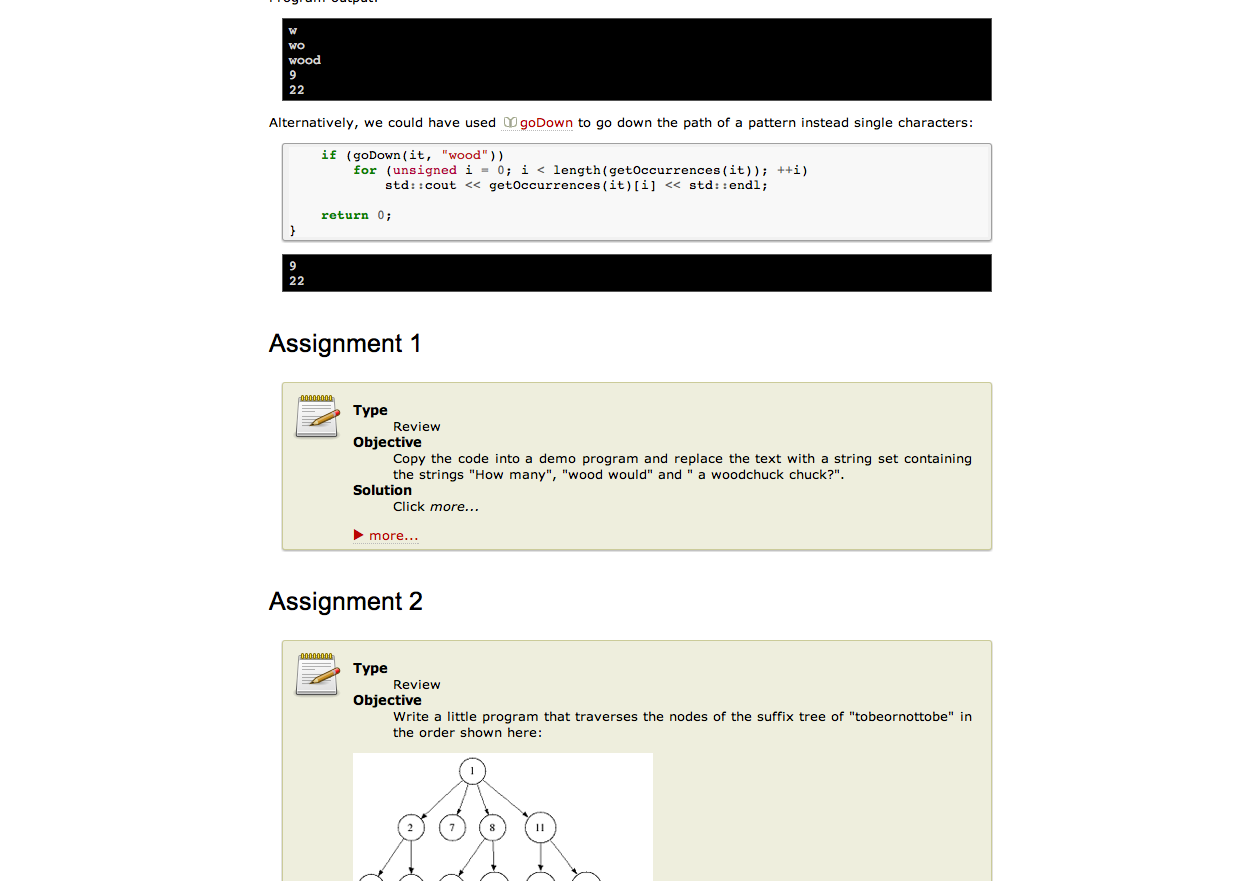 Program output:
w
wo
wood
9
22
Alternatively, we could have used goDown to go down the path of a pattern instead single characters:
if (goDown(it, "wood"))
for (unsigned i = 0; i < length(getOccurrences(it)); ++i)
std::cout << getOccurrences(it)[i] << std::endl;
return 0;
}
9
22
Assignment 1
Type
Review
Objective
Copy the code into a demo program and replace the text with a string set containing
the strings "How many", "wood would" and " a woodchuck chuck?".
Solution
Click more...
more...
Assignment 2
Type
Review
Objective
Write a little program that traverses the nodes of the suffix tree of "tobeornottobe" in
the order shown here:
1
2 7 8 11